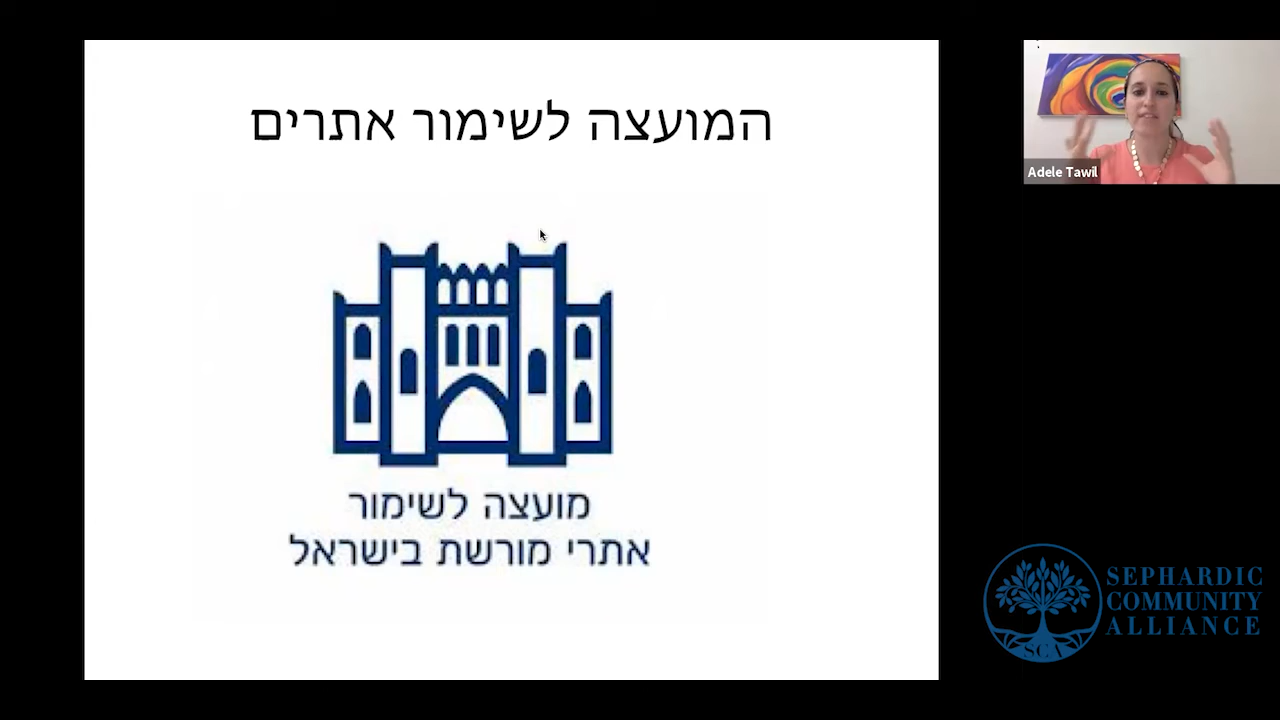 המועצה לשימור אתרים
מועצה לשימור
אתרי מורשת בישראל
Adele Tawil
SEPHARDIC
COMMUNITY
ALLIANCE
SCA